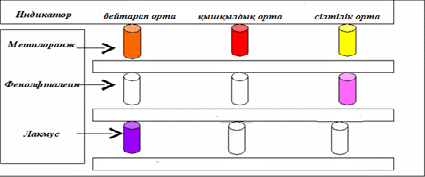 Индикатор бейтарап орта қышқылдық орта сілтілік орта
Метилоранж
Фенолфталеин
Лакмус